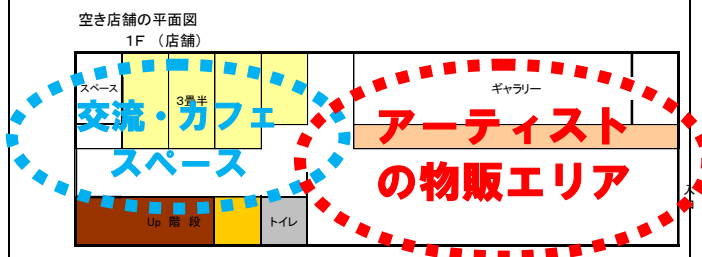 空き店舗の平面図
1F （店舗）
スペース
3畳半
ギャラリー
交流・カフェ
スペース
アーティスト
の物販エリア
入口
Up 階 段
トイレ